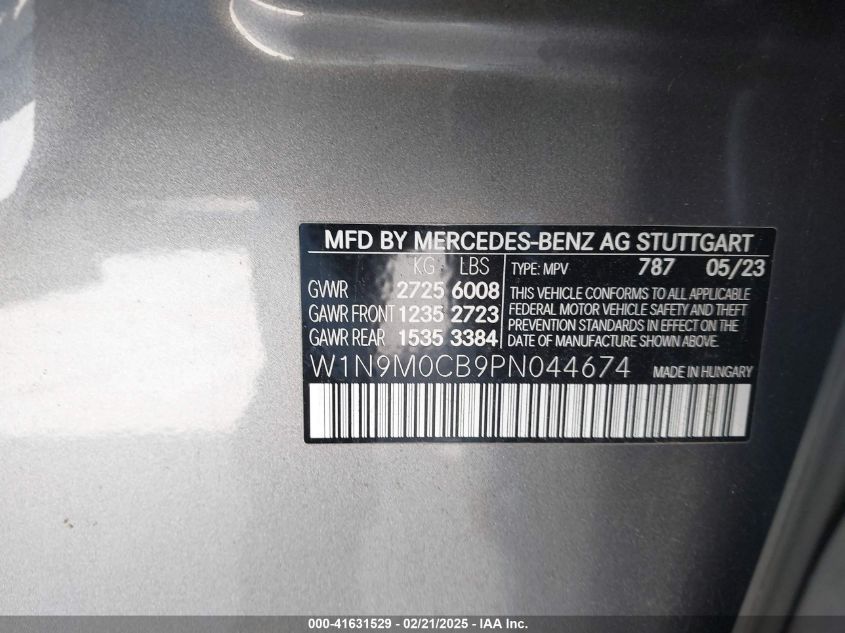 MFD BY MERCEDES-BENZ AG STUTTGART
KG LBS
GVWR 2725 6008
GAWR FRONT 1235 2723
GAWR REAR 1535 3384
TYPE: MPV 787 05/23
THIS VEHICLE CONFORMS TO ALL APPLICABLE
FEDERAL MOTOR VEHICLE SAFETY AND THEFT
PREVENTION STANDARDS IN EFFECT ON THE
DATE OF MANUFACTURE SHOWN ABOVE.
W1N9M0CB9PN044674 MADE IN HUNGARY
000-41631529 - 02/21/2025 - IAA Inc.